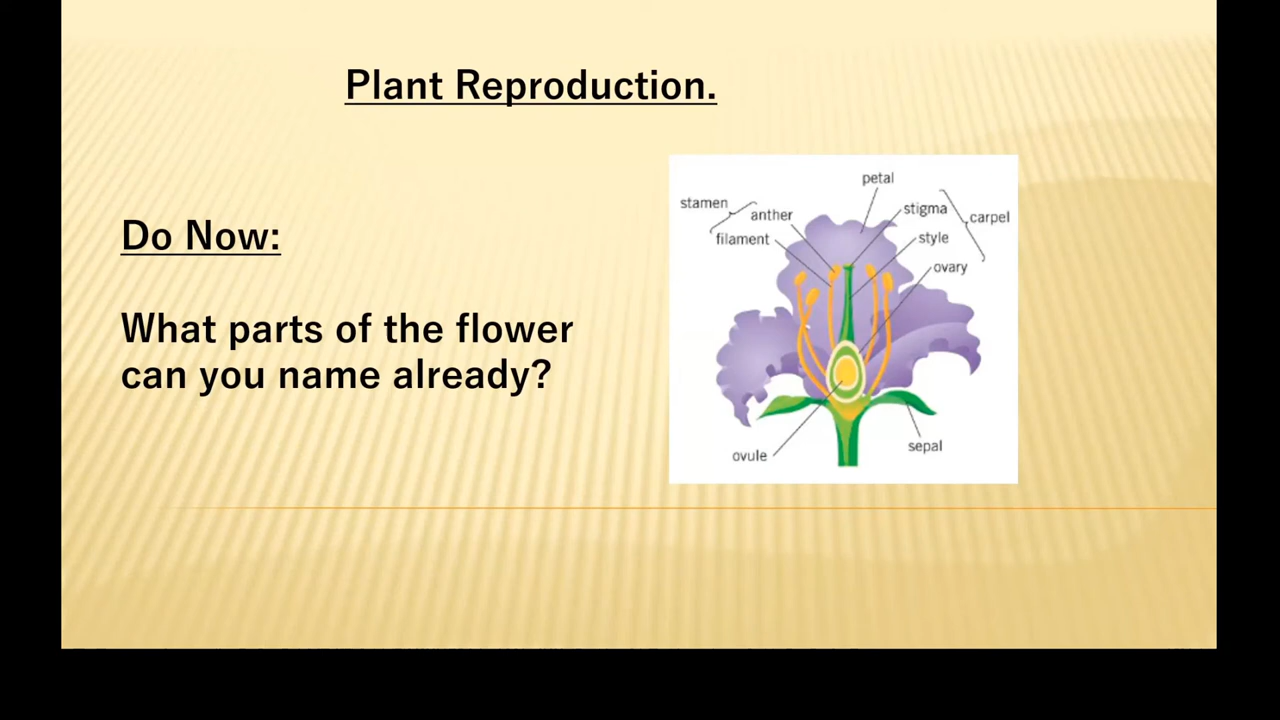 Plant Reproduction.
Do Now:
What parts of the flower
can you name already?
petal
stamen
anther
filament
stigma
carpel
style
ovary
ovule
sepal